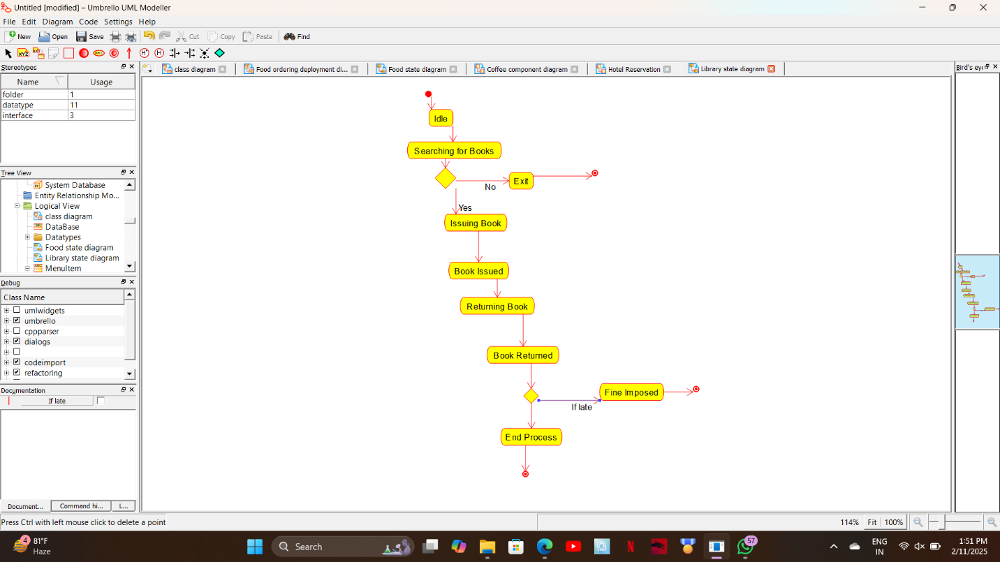 Untitled [modified] – Umbrello UML Modeller
File Edit Diagram Code Settings Help
New Open Save Cut Copy Paste Find
XYZ
ABC
H* H
Stereotypes
Name Usage
folder 1
datatype 11
interface 3
Tree View
System Database
Entity Relationship Mo...
Logical View
class diagram
DataBase
Datatypes
Food state diagram
Library state diagram
MenuItem
Debug
Class Name
umlwidgets
umbrello
cppparser
dialogs
codeimport
refactoring
Documentation
If late
Document... Command hi... L...
class diagram Food ordering deployment di... Food state diagram Coffee component diagram Hotel Reservation Library state diagram
Bird's eye
Idle
Searching for Books
No
Exit
Yes
Issuing Book
Book Issued
Returning Book
Book Returned
Fine Imposed
If late
End Process
Press Ctrl with left mouse click to delete a point
114% Fit 100%
4
81°F
Haze
Search
N
57
ENG
IN
1:51 PM
2/11/2025